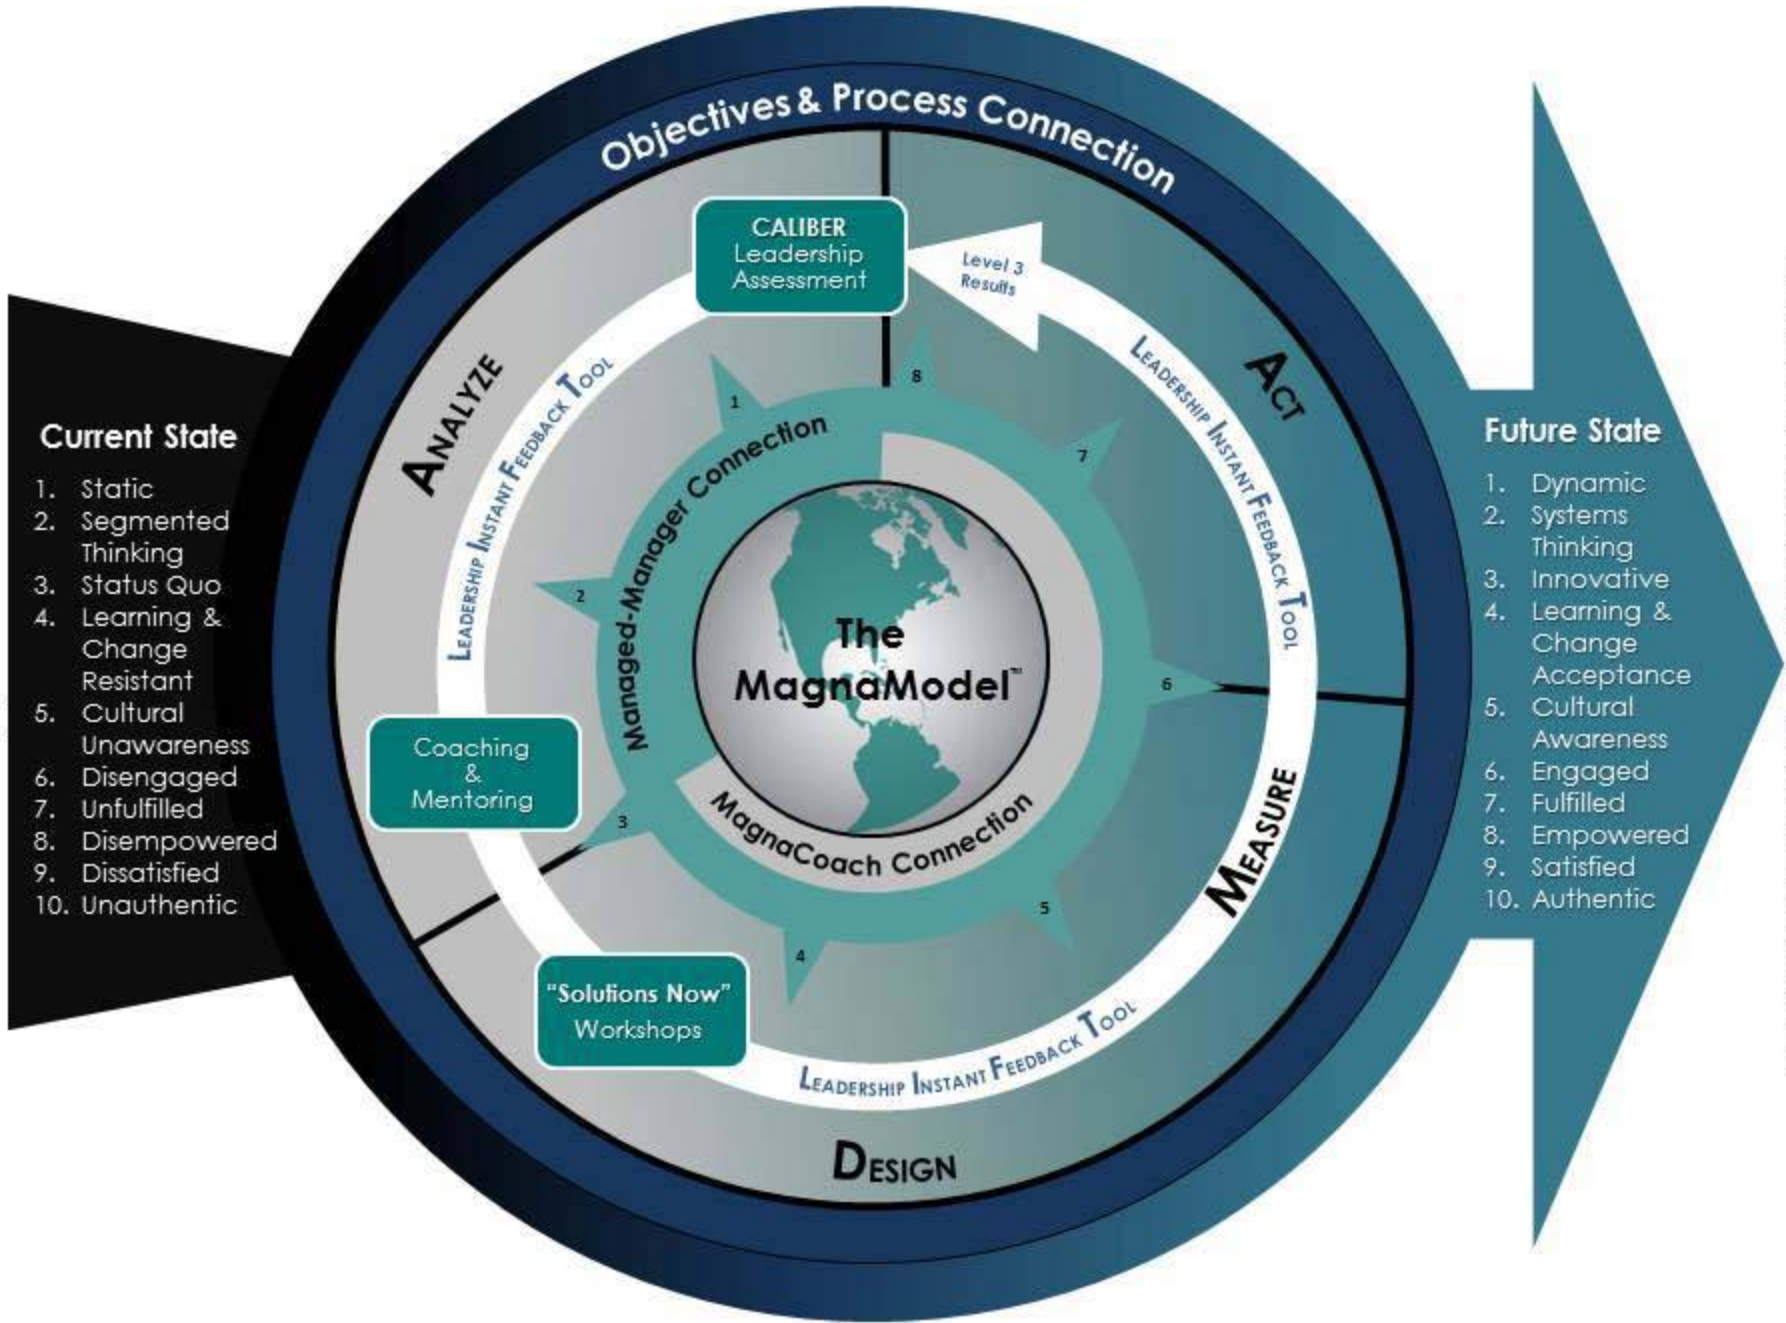 Objectives & Process Connection
CALIBER
Leadership
Assessment
Level 3
Results
ANALYZE
ACT
LEADERSHIP INSTANT FEEDBACK TOOL
LEADERSHIP INSTANT FEEDBACK TOOL
8
1
7
Managed-Manager Connection
Current State
1. Static
2. Segmented
Thinking
3. Status Quo
4. Learning &
Change
Resistant
5. Cultural
Unawareness
6. Disengaged
7. Unfulfilled
8. Disempowered
9. Dissatisfied
10. Unauthentic
2
The
MagnaModel™
6
Coaching
&
Mentoring
3
MagnaCoach Connection
MEASURE
5
4
"Solutions Now"
Workshops
LEADERSHIP INSTANT FEEDBACK TOOL
DESIGN
Future State
1. Dynamic
2. Systems
Thinking
3. Innovative
4. Learning &
Change
Acceptance
5. Cultural
Awareness
6. Engaged
7. Fulfilled
8. Empowered
9. Satisfied
10. Authentic